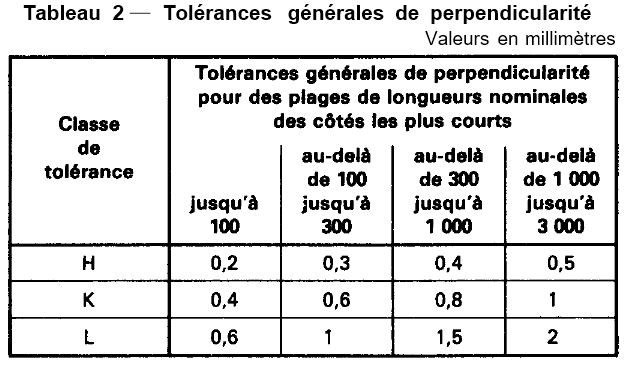 Tableau 2 — Tolérances générales de perpendicularité
Valeurs en millimètres
Classe de tolérance
Tolérances générales de perpendicularité
pour des plages de longueurs nominales
des côtés les plus courts
jusqu'à 100
au-delà de 100 jusqu'à 300
au-delà de 300 jusqu'à 1 000
au-delà de 1 000 jusqu'à 3 000
H 0,2 0,3 0,4 0,5
K 0,4 0,6 0,8 1
L 0,6 1 1,5 2